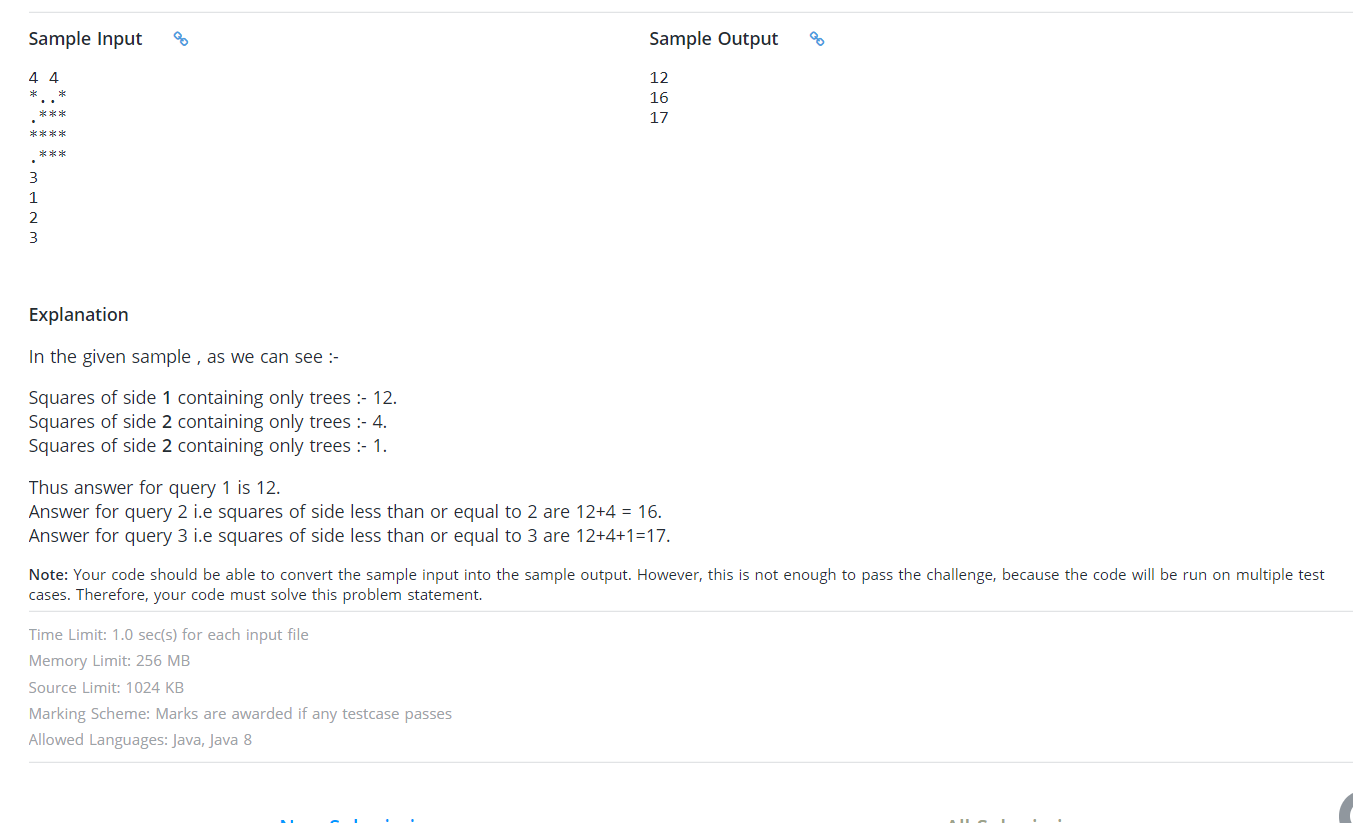 Sample Input
Sample Output
4 4
*..*
.***
****
.***
3
1
2
3
12
16
17
Explanation
In the given sample , as we can see :-
Squares of side 1 containing only trees :- 12.
Squares of side 2 containing only trees :- 4.
Squares of side 2 containing only trees :- 1.
Thus answer for query 1 is 12.
Answer for query 2 i.e squares of side less than or equal to 2 are 12+4 = 16.
Answer for query 3 i.e squares of side less than or equal to 3 are 12+4+1=17.
Note: Your code should be able to convert the sample input into the sample output. However, this is not enough to pass the challenge, because the code will be run on multiple test
cases. Therefore, your code must solve this problem statement.
Time Limit: 1.0 sec(s) for each input file
Memory Limit: 256 MB
Source Limit: 1024 KB
Marking Scheme: Marks are awarded if any testcase passes
Allowed Languages: Java, Java 8